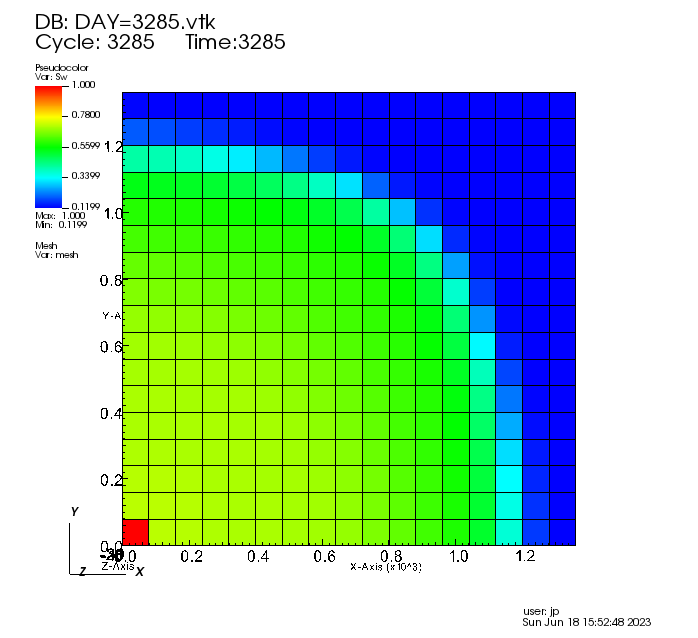 DB: DAY=3285.vtk
Cycle: 3285 Time:3285
Pseudocolor
Var: Sw
1.000
0.7800
0.5599
0.3399
0.1199
Max: 1.000
Min: 0.1199
Mesh
Var: mesh
1.2
1.0
0.8
Y-A
0.6
0.4
0.2
0.0
0.0 0.2 0.4 0.6 0.8 1.0 1.2
Z-Axis
X-Axis (x10^3)
Y
Z X
user: jp
Sun Jun 18 15:52:48 2023